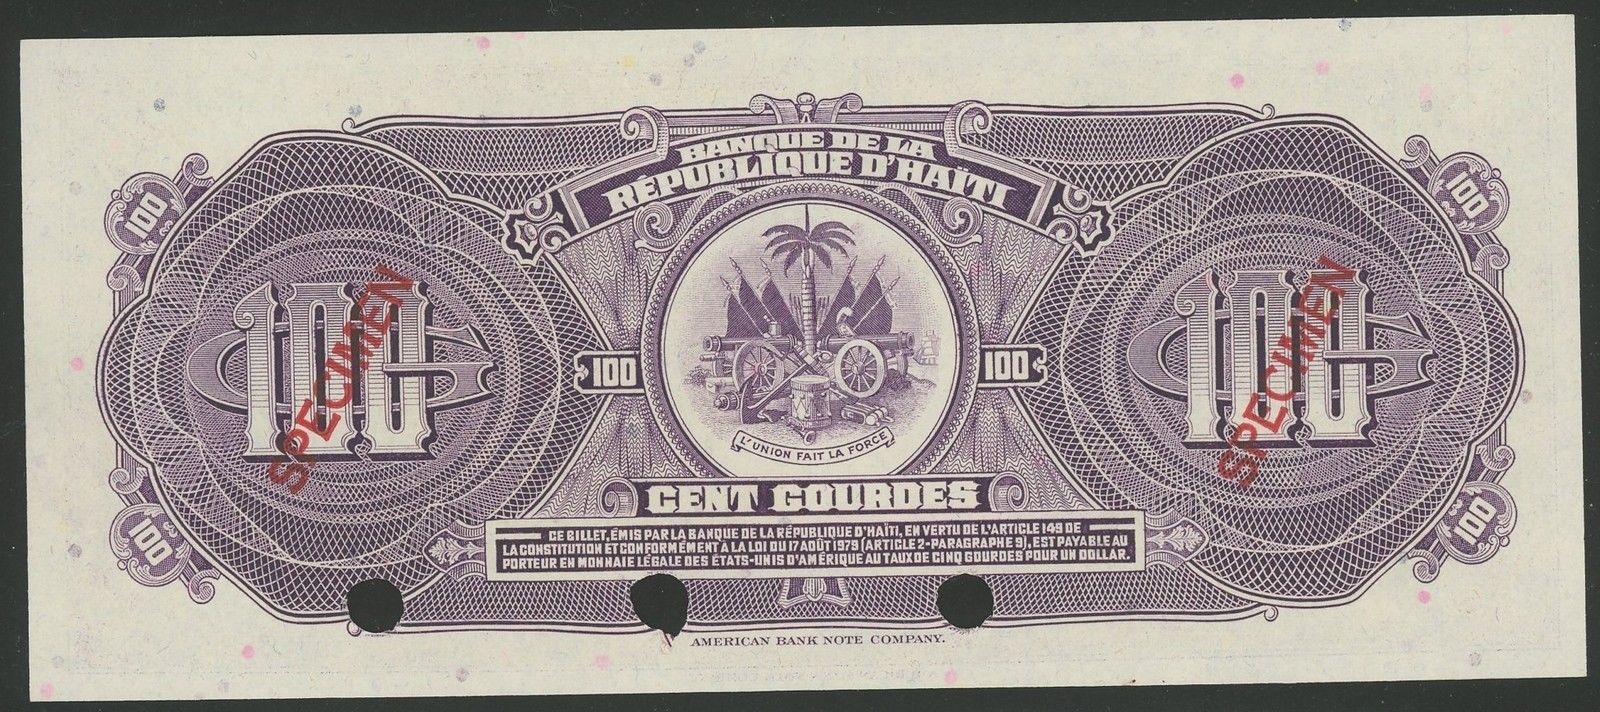 BANQUE DE LA
RÉPUBLIQUE D'HAÏTI
100
100
100 G
SPECIMEN
100
100
100 G
SPECIMEN
L'UNION FAIT LA FORCE
CENT GOURDES
100
100
CE BILLET, ÉMIS PAR LA BANQUE DE LA RÉPUBLIQUE D'HAÏTI, EN VERTU DE L'ARTICLE 149 DE
LA CONSTITUTION ET CONFORMÉMENT À LA LOI DU 17 AOÛT 1979 (ARTICLE 2-PARAGRAPHE 9), EST PAYABLE AU
PORTEUR EN MONNAIE LÉGALE DES ÉTATS-UNIS D'AMÉRIQUE AU TAUX DE CINQ GOURDES POUR UN DOLLAR.
AMERICAN BANK NOTE COMPANY.